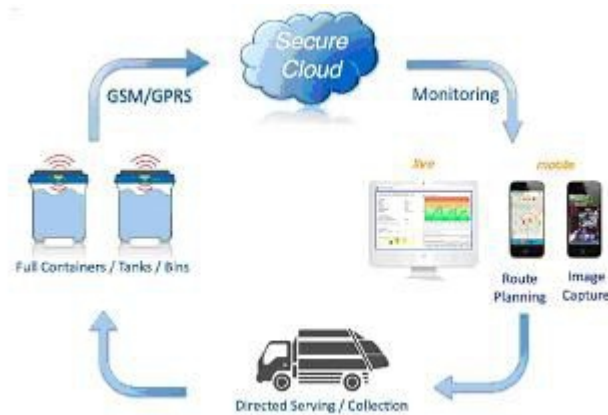 Secure
Cloud
GSM/GPRS
Monitoring
live
mobile
Full Containers / Tanks / Bins
Route
Planning
Image
Capture
Directed Serving / Collection